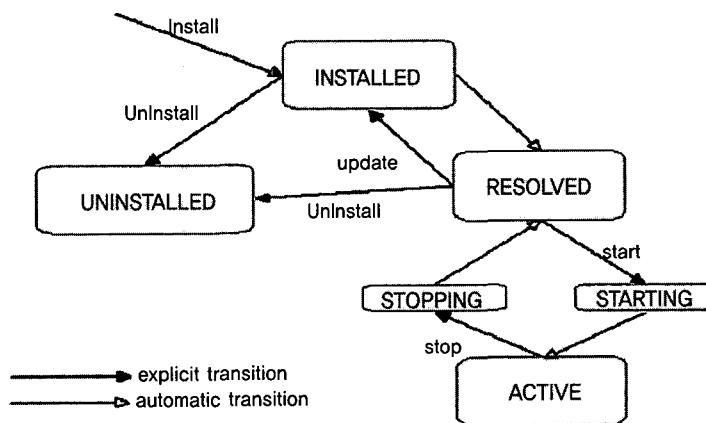 Install
INSTALLED
UnInstall
update
RESOLVED
UNINSTALLED
UnInstall
start
STOPPING
STARTING
stop
ACTIVE
explicit transition
automatic transition